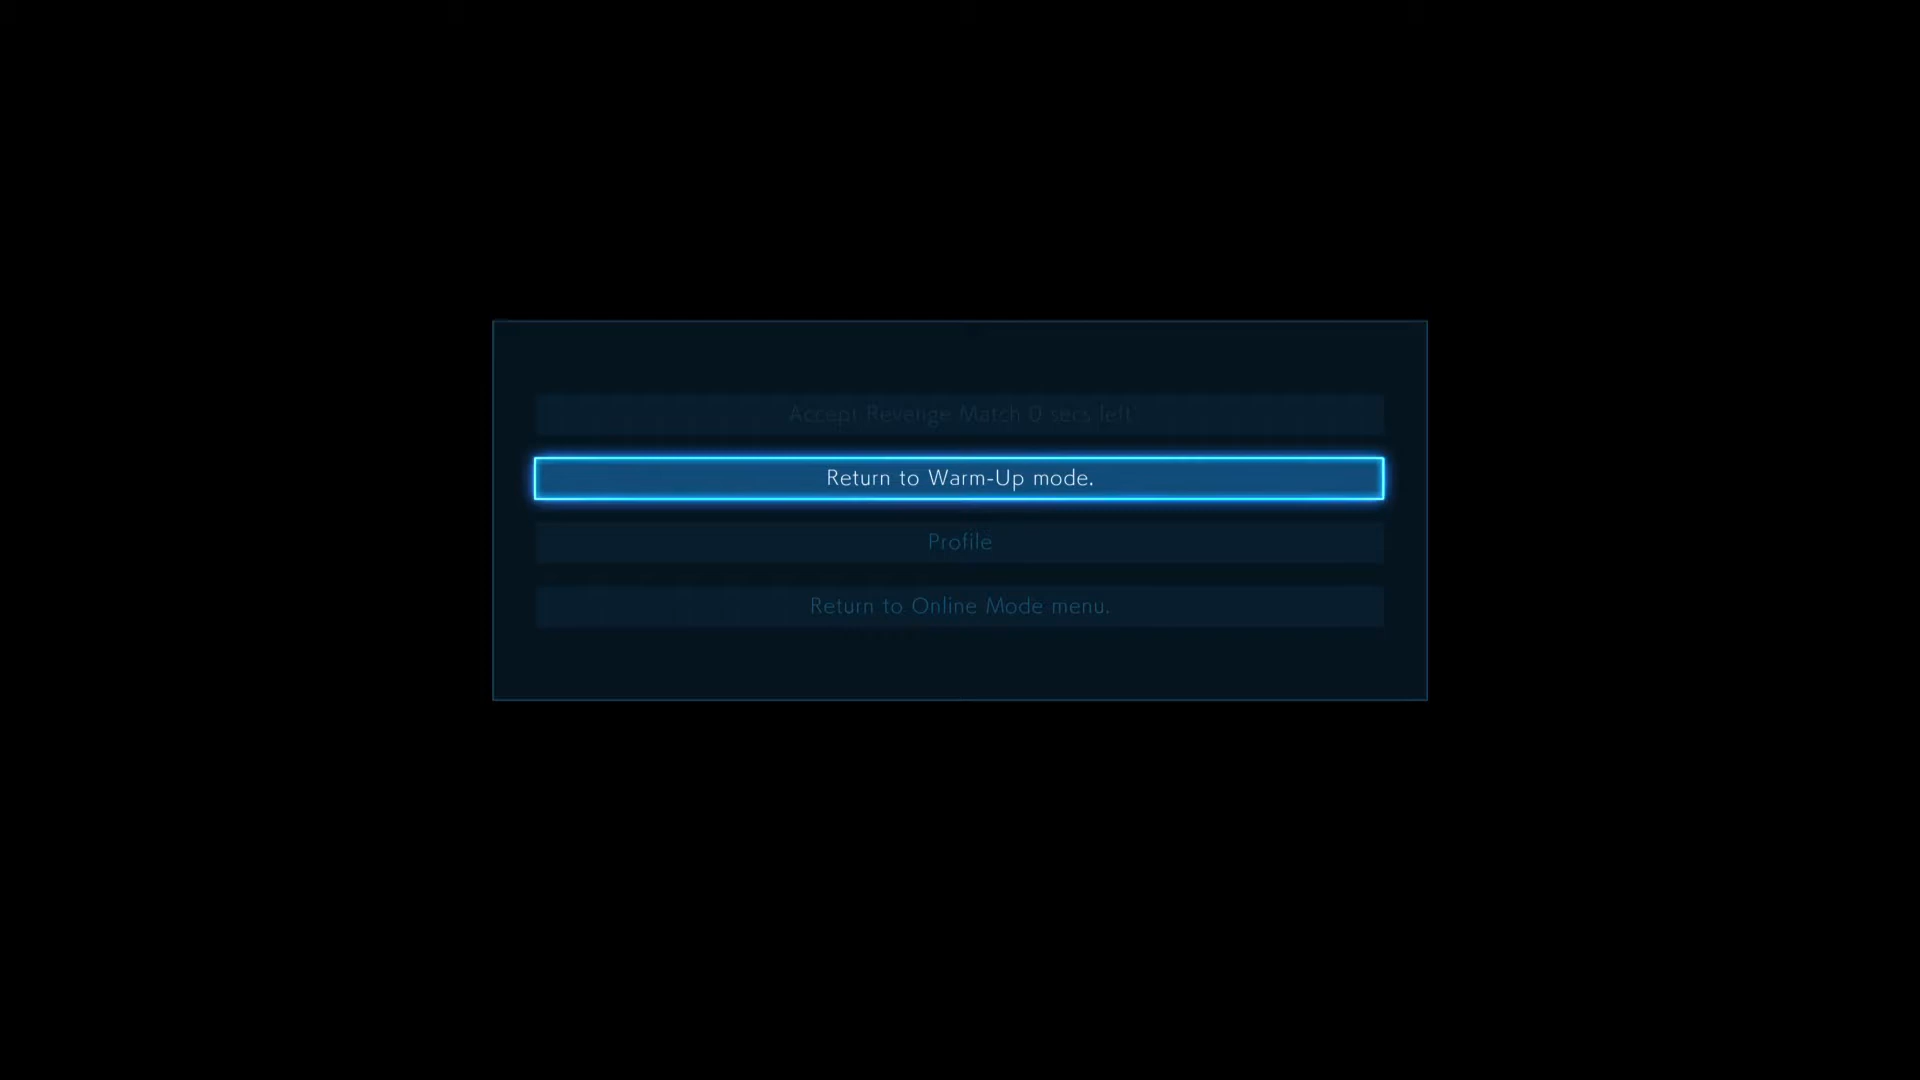 Accept Revenge Match 0 secs left
Return to Warm-Up mode.
Profile
Return to Online Mode menu.